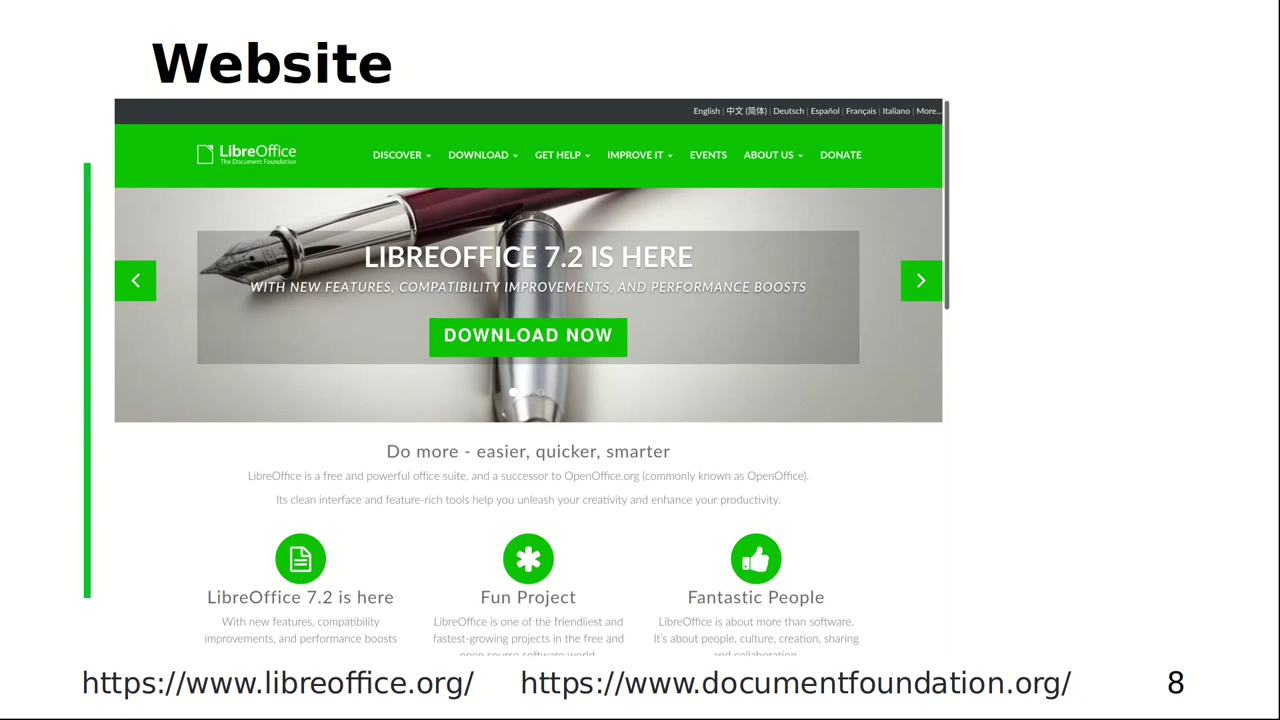 Website
English | 中文 (简体) | Deutsch | Español | Français | Italiano | More...
LibreOffice
The Document Foundation
DISCOVER DOWNLOAD GET HELP IMPROVE IT EVENTS ABOUT US DONATE
LIBREOFFICE 7.2 IS HERE
WITH NEW FEATURES, COMPATIBILITY IMPROVEMENTS, AND PERFORMANCE BOOSTS
DOWNLOAD NOW
Do more - easier, quicker, smarter
LibreOffice is a free and powerful office suite, and a successor to OpenOffice.org (commonly known as OpenOffice).
Its clean interface and feature-rich tools help you unleash your creativity and enhance your productivity.
LibreOffice 7.2 is here
With new features, compatibility
improvements, and performance boosts
Fun Project
LibreOffice is one of the friendliest and
fastest-growing projects in the free and
open source software world.
Fantastic People
LibreOffice is about more than software.
It's about people, culture, creation, sharing
and collaboration.
https://www.libreoffice.org/ https://www.documentfoundation.org/ 8